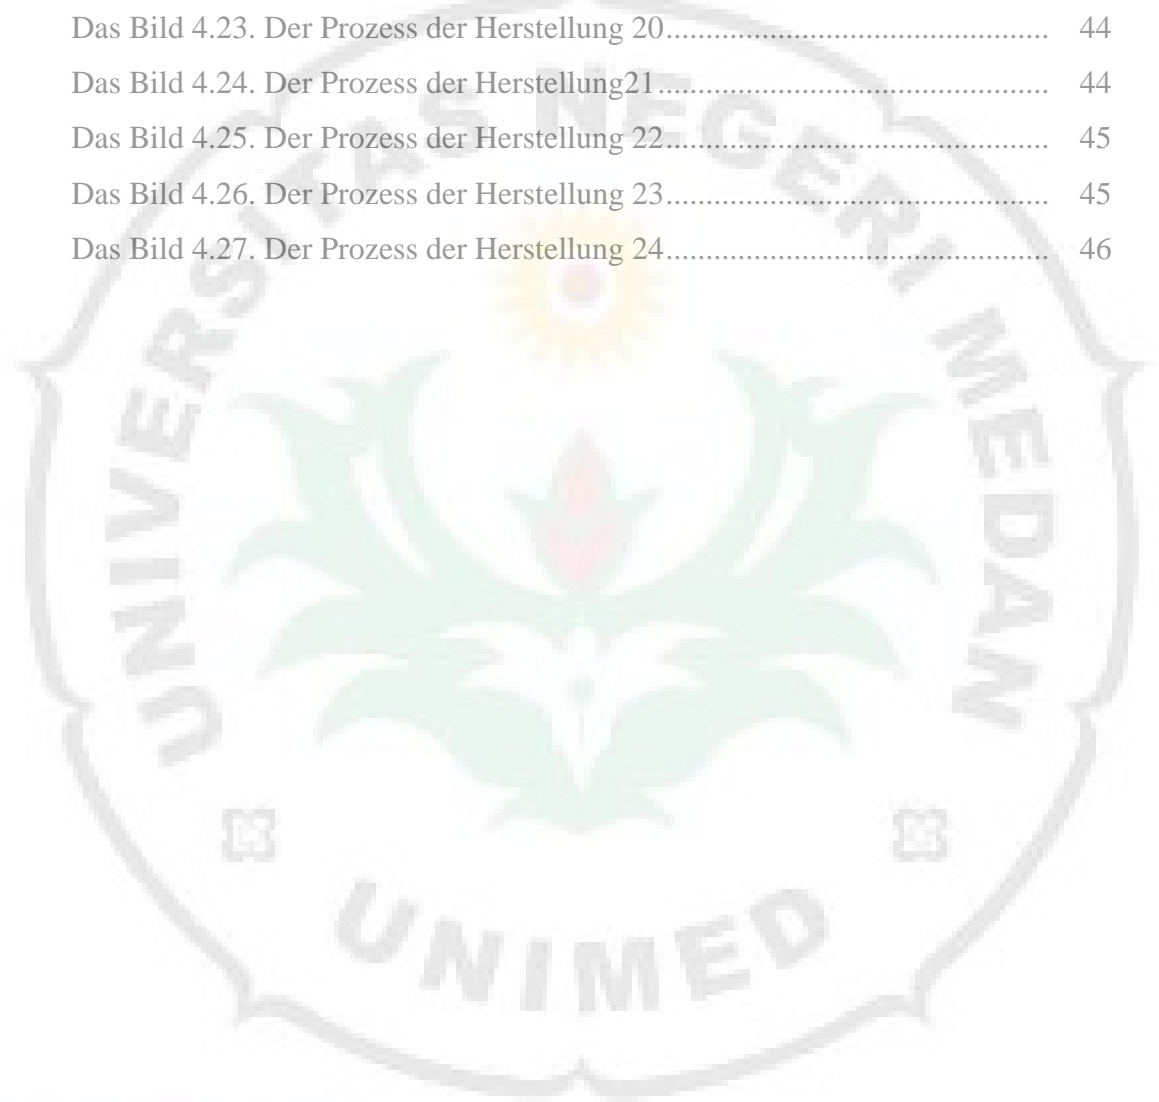 Das Bild 4.23. Der Prozess der Herstellung 20................................................ 44
Das Bild 4.24. Der Prozess der Herstellung21................................................. 44
Das Bild 4.25. Der Prozess der Herstellung 22................................................ 45
Das Bild 4.26. Der Prozess der Herstellung 23................................................ 45
Das Bild 4.27. Der Prozess der Herstellung 24................................................ 46
UNIVERSITAS NEGERI MEDAN
UNIMED